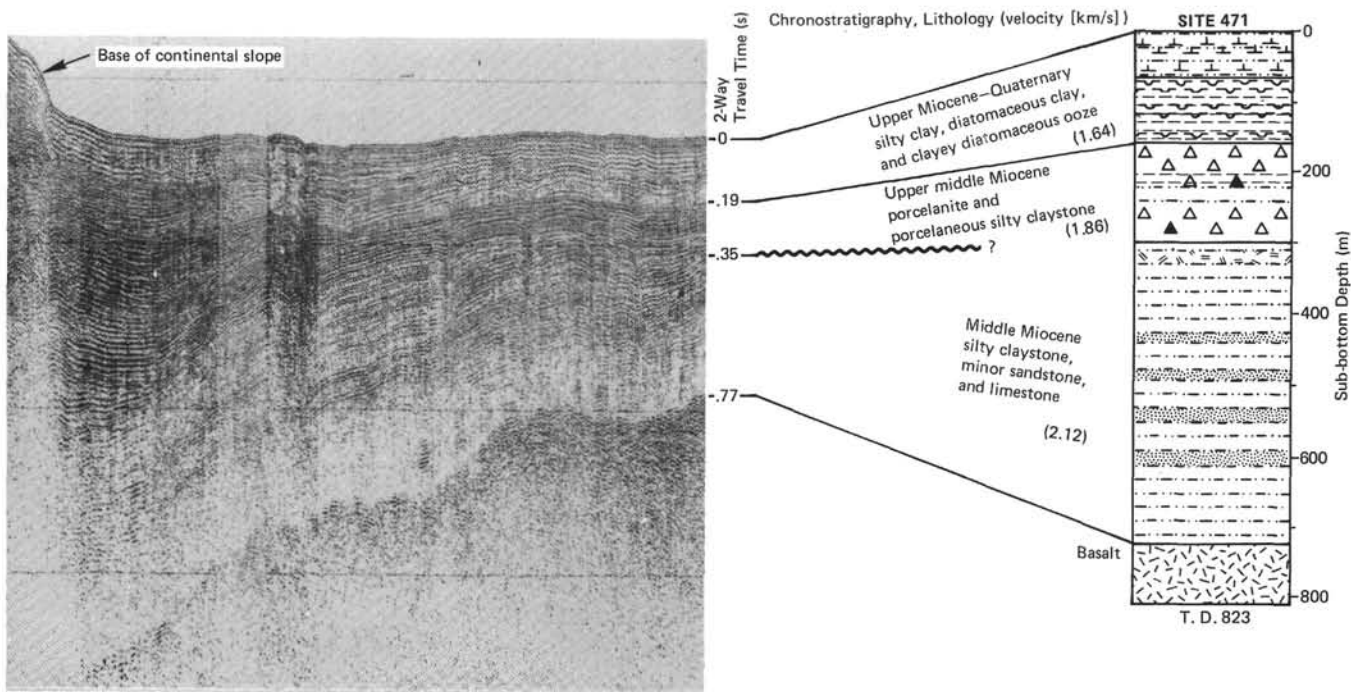 Base of continental slope
2-Way
Travel Time (s)
0
.19
.35
.77
Chronostratigraphy, Lithology (velocity [km/s])
Upper Miocene–Quaternary
silty clay, diatomaceous clay,
and clayey diatomaceous ooze
(1.64)
Upper middle Miocene
porcelanite and
porcelaneous silty claystone
(1.86)
?
Middle Miocene
silty claystone,
minor sandstone,
and limestone
(2.12)
Basalt
SITE 471
0
200
400
600
800
Sub-bottom Depth (m)
T. D. 823